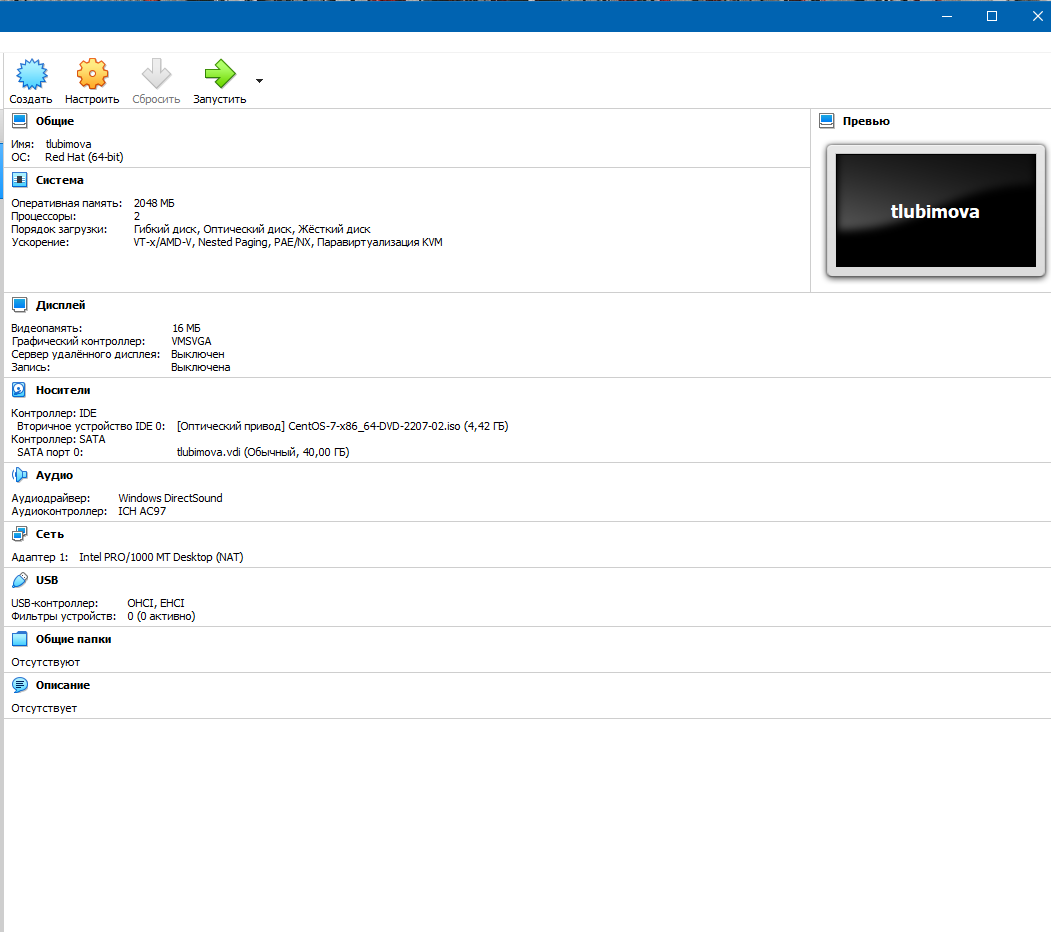 Создать Настроить Сбросить Запустить
Общие
Имя: tlubimova
ОС: Red Hat (64-bit)
Система
Оперативная память: 2048 МБ
Процессоры: 2
Порядок загрузки: Гибкий диск, Оптический диск, Жёсткий диск
Ускорение: VT-x/AMD-V, Nested Paging, PAE/NX, Паравиртуализация KVM
Превью
tlubimova
Дисплей
Видеопамять: 16 МБ
Графический контроллер: VMSVGA
Сервер удалённого дисплея: Выключен
Запись: Выключена
Носители
Контроллер: IDE
Вторичное устройство IDE 0: [Оптический привод] CentOS-7-x86_64-DVD-2207-02.iso (4,42 ГБ)
Контроллер: SATA
SATA порт 0: tlubimova.vdi (Обычный, 40,00 ГБ)
Аудио
Аудиодрайвер: Windows DirectSound
Аудиоконтроллер: ICH AC97
Сеть
Адаптер 1: Intel PRO/1000 MT Desktop (NAT)
USB
USB-контроллер: OHCI, EHCI
Фильтры устройств: 0 (0 активно)
Общие папки
Отсутствуют
Описание
Отсутствует